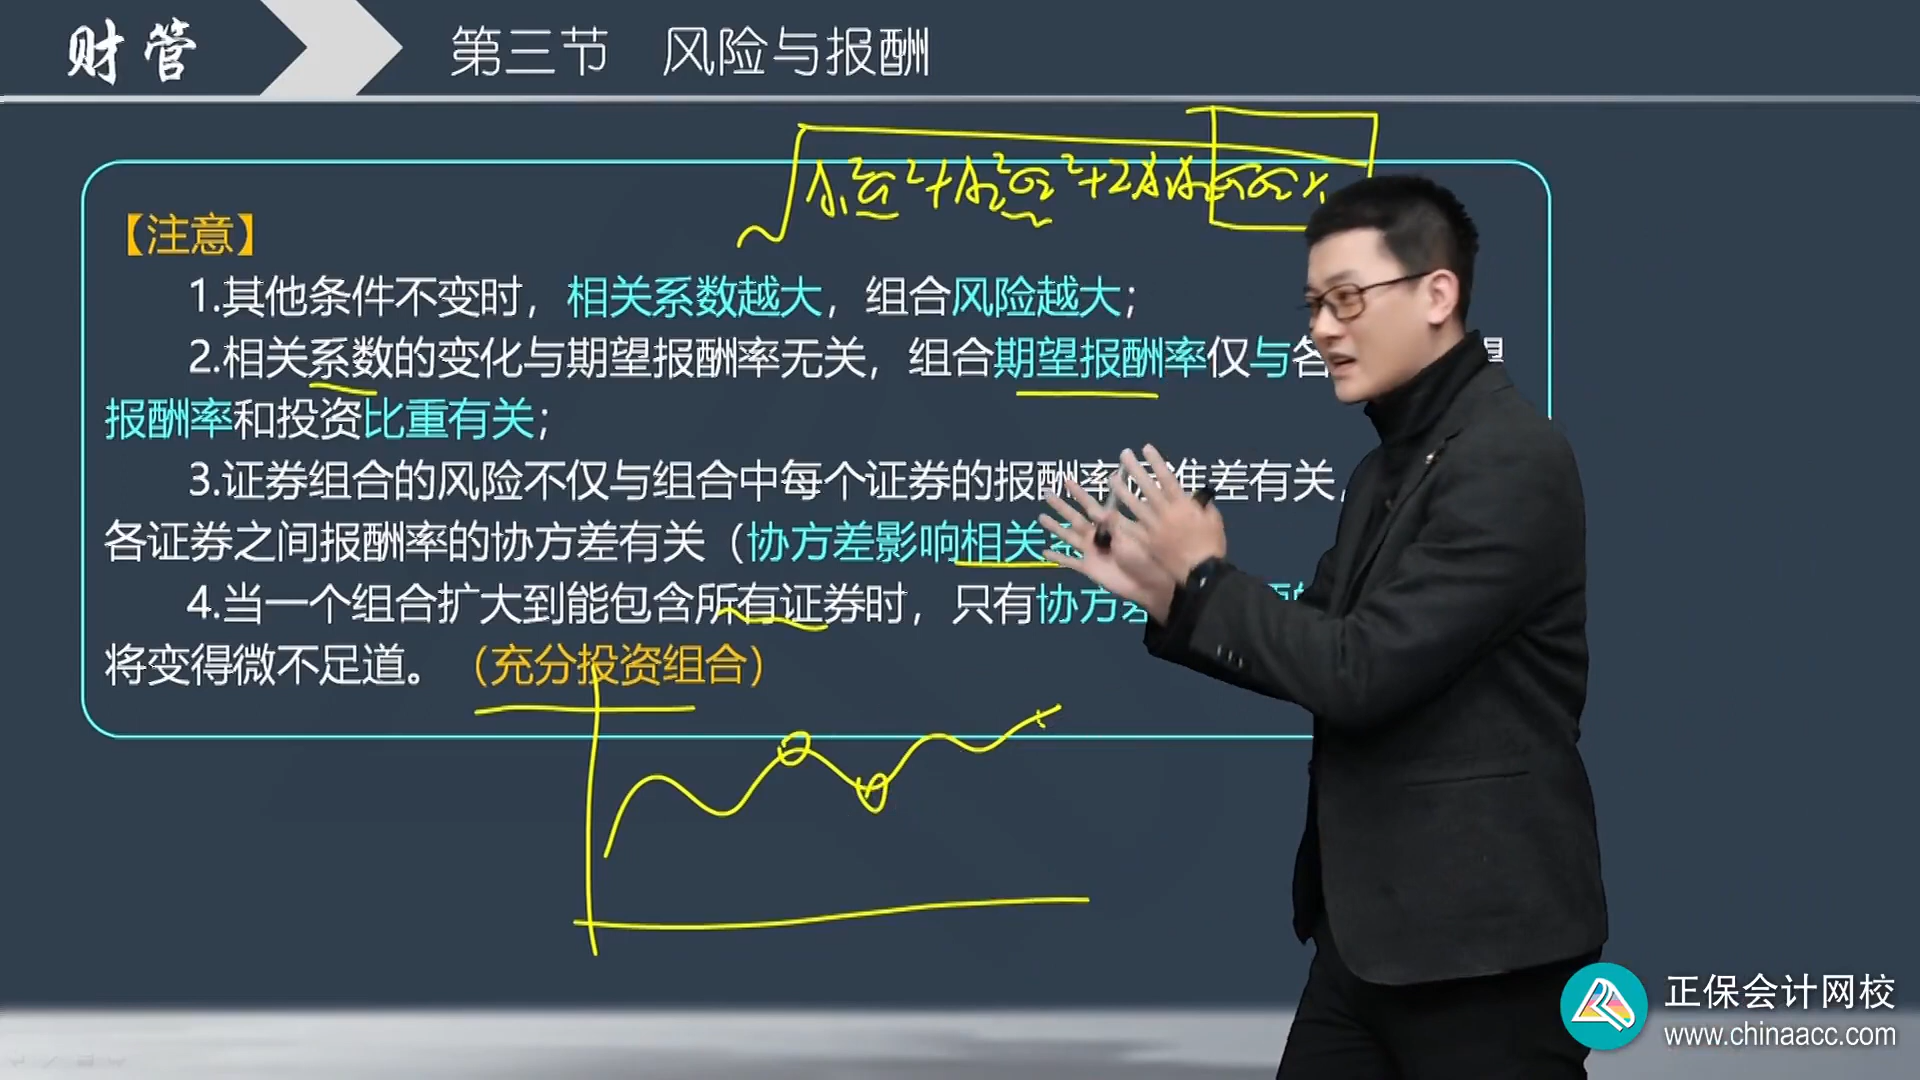 财管
第三节 风险与报酬
【注意】
1.其他条件不变时，相关系数越大，组合风险越大；
2.相关系数的变化与期望报酬率无关，组合期望报酬率仅与各
报酬率和投资比重有关；
3.证券组合的风险不仅与组合中每个证券的报酬率标准差有关，
各证券之间报酬率的协方差有关（协方差影响相关系
4.当一个组合扩大到能包含所有证券时，只有协方差
将变得微不足道。（充分投资组合）
正保会计网校
www.chinaacc.com